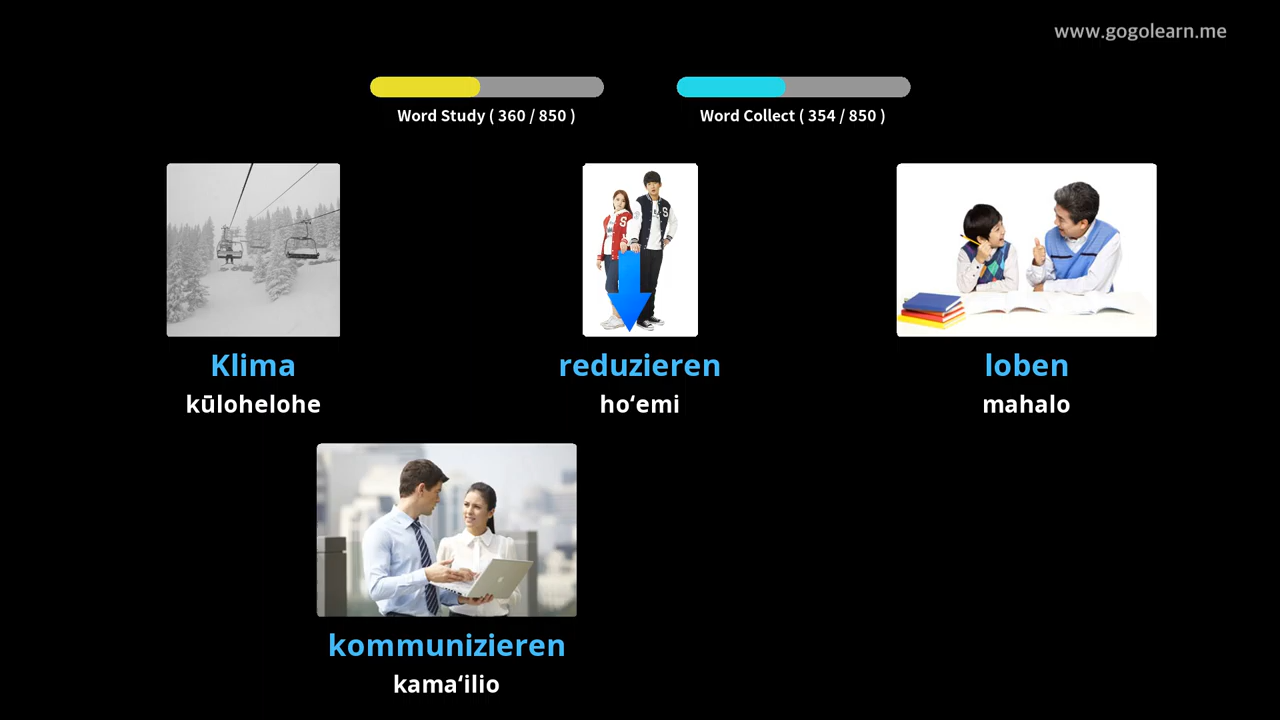 www.gogolearn.me
Word Study ( 360 / 850 )
Word Collect ( 354 / 850 )
Klima
kūlohelohe
reduzieren
hoʻemi
loben
mahalo
kommunizieren
kamaʻilio